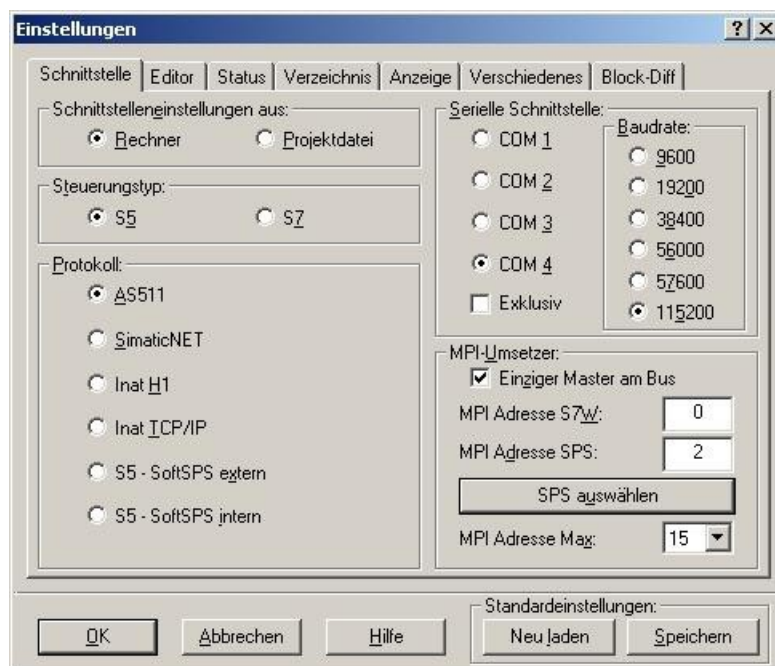 Einstellungen
Schnittstelle Editor Status Verzeichnis Anzeige Verschiedenes Block-Diff
Schnittstelleneinstellungen aus:
Rechner Projektdatei
Steuerungstyp:
S5 S7
Protokoll:
AS511
SimaticNET
Inat H1
Inat TCP/IP
S5 - SoftSPS extern
S5 - SoftSPS intern
Serielle Schnittstelle:
COM 1
COM 2
COM 3
COM 4
Exklusiv
Baudrate:
9600
19200
38400
56000
57600
115200
MPI-Umsetzer:
Einziger Master am Bus
MPI Adresse S7W: 0
MPI Adresse SPS: 2
SPS auswählen
MPI Adresse Max: 15
OK Abbrechen Hilfe
Standardeinstellungen:
Neu laden Speichern